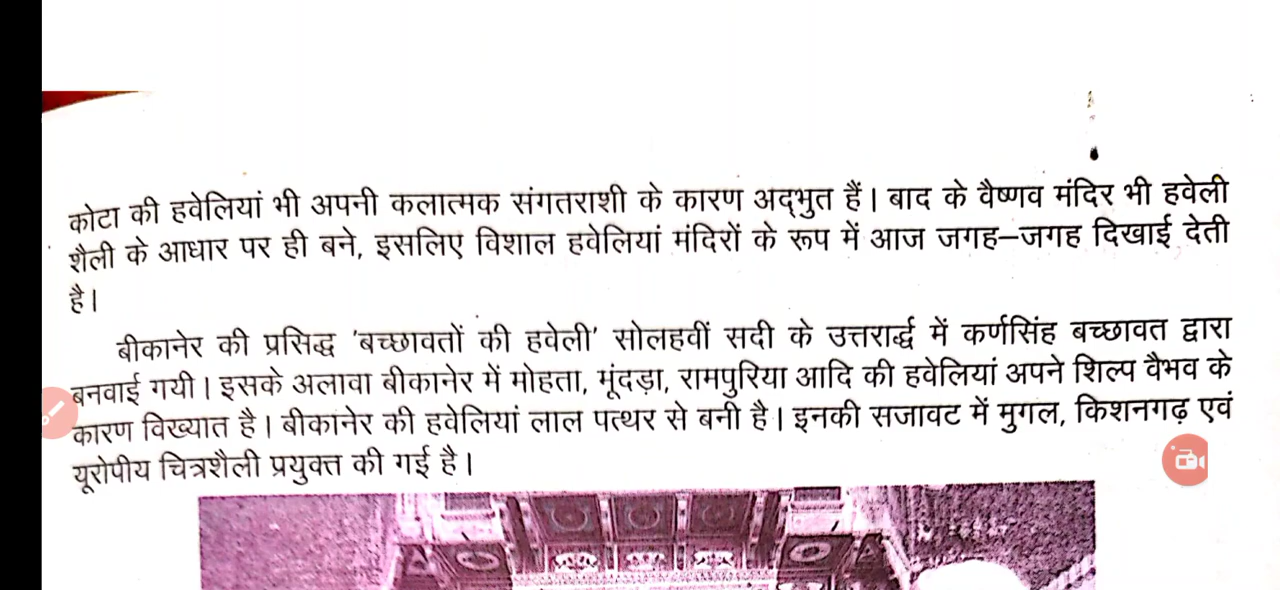 कोटा की हवेलियां भी अपनी कलात्मक संगतराशी के कारण अद्भुत हैं। बाद के वैष्णव मंदिर भी हवेली
शैली के आधार पर ही बने, इसलिए विशाल हवेलियां मंदिरों के रूप में आज जगह–जगह दिखाई देती
है।
बीकानेर की प्रसिद्ध 'बच्छावतों की हवेली' सोलहवीं सदी के उत्तरार्द्ध में कर्णसिंह बच्छावत द्वारा
बनवाई गयी। इसके अलावा बीकानेर में मोहता, मूंदड़ा, रामपुरिया आदि की हवेलियां अपने शिल्प वैभव के
कारण विख्यात है। बीकानेर की हवेलियां लाल पत्थर से बनी है। इनकी सजावट में मुगल, किशनगढ़ एवं
यूरोपीय चित्रशैली प्रयुक्त की गई है।